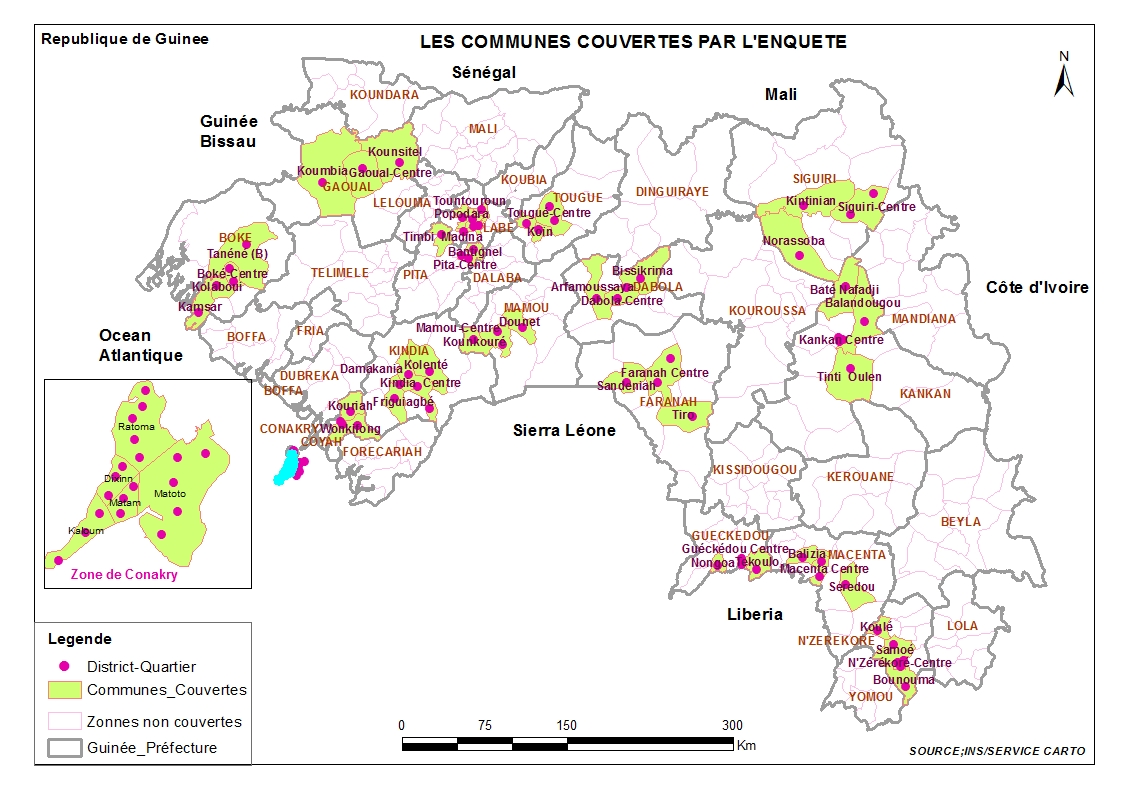 Republique de Guinee
LES COMMUNES COUVERTES PAR L'ENQUETE
N
Sénégal
Mali
Guinée
Bissau
KOUNDARA
MALI
Kounsitel
Koumbia
Gaoual-Centre
GAOUAL
KOUBIA
LELOUMA
Tountouroun
Popodara
TOUGUE
Tougué-Centre
Koin
LABE
Timbi Madina
Bantignel
Pita-Centre
PITA
DALABA
DINGUIRAYE
SIGUIRI
Kintinian
Siguiri-Centre
Norassoba
BOKE
Tanéné (B)
Boké-Centre
Kolaboui
Kamsar
TELIMELE
Bissikrima
Arfamoussaya
DABOLA
Dabola-Centre
KOUROUSSA
Baté Nafadji
Balandougou
MANDIANA
Côte d'Ivoire
Kankan Centre
Tinti Oulen
KANKAN
Ocean
Atlantique
BOFFA
FRIA
MAMOU
Dounet
Mamou-Centre
Kounkouré
KINDIA
Kolenté
Damakania
Kindia Centre
Friguiagbé
DUBREKA
BOFFA
Kouriah
Wonkifong
CONAKRY
COYAH
FORECARIAH
Faranah Centre
Sandeniah
FARANAH
Tiro
Sierra Léone
KISSIDOUGOU
KEROUANE
BEYLA
GUECKEDOU
Guéckédou Centre
Nongoa
Tekoulo
Balizia
MACENTA
Macenta Centre
Seredou
Liberia
Koulé
N'ZEREKORE
Samoé
N'Zérékoré-Centre
Bounouma
YOMOU
LOLA
Ratoma
Dixinn
Matam
Matoto
Kaloum
Zone de Conakry
Legende
District-Quartier
Communes_Couvertes
Zonnes non couvertes
Guinée_Préfecture
0 75 150 300
Km
SOURCE;INS/SERVICE CARTO